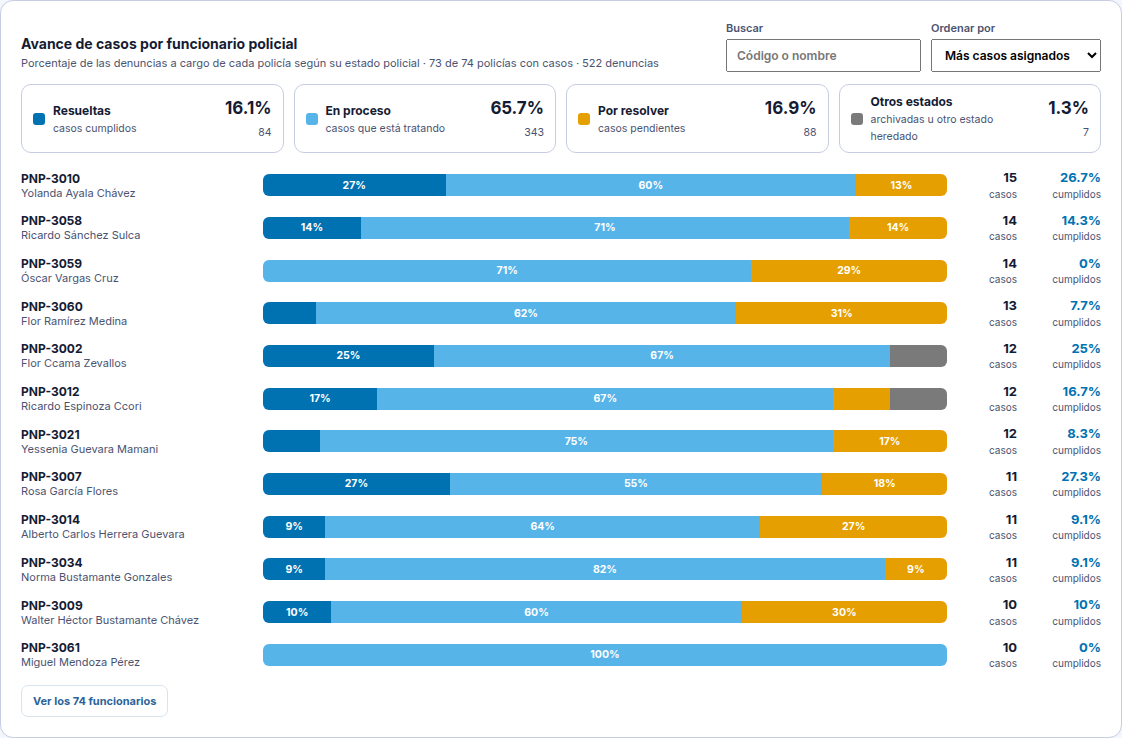 Avance de casos por funcionario policial
Porcentaje de las denuncias a cargo de cada policía según su estado policial · 73 de 74 policías con casos · 522 denuncias
Buscar
Código o nombre
Ordenar por
Más casos asignados
Resueltas
casos cumplidos
16.1%
84
En proceso
casos que está tratando
65.7%
343
Por resolver
casos pendientes
16.9%
88
Otros estados
archivadas u otro estado
heredado
1.3%
7
PNP-3010
Yolanda Ayala Chávez
27% 60% 13%
15 casos
26.7% cumplidos
PNP-3058
Ricardo Sánchez Sulca
14% 71% 14%
14 casos
14.3% cumplidos
PNP-3059
Óscar Vargas Cruz
71% 29%
14 casos
0% cumplidos
PNP-3060
Flor Ramírez Medina
62% 31%
13 casos
7.7% cumplidos
PNP-3002
Flor Ccama Zevallos
25% 67%
12 casos
25% cumplidos
PNP-3012
Ricardo Espinoza Ccori
17% 67%
12 casos
16.7% cumplidos
PNP-3021
Yessenia Guevara Mamani
75% 17%
12 casos
8.3% cumplidos
PNP-3007
Rosa García Flores
27% 55% 18%
11 casos
27.3% cumplidos
PNP-3014
Alberto Carlos Herrera Guevara
9% 64% 27%
11 casos
9.1% cumplidos
PNP-3034
Norma Bustamante Gonzales
9% 82% 9%
11 casos
9.1% cumplidos
PNP-3009
Walter Héctor Bustamante Chávez
10% 60% 30%
10 casos
10% cumplidos
PNP-3061
Miguel Mendoza Pérez
100%
10 casos
0% cumplidos
Ver los 74 funcionarios